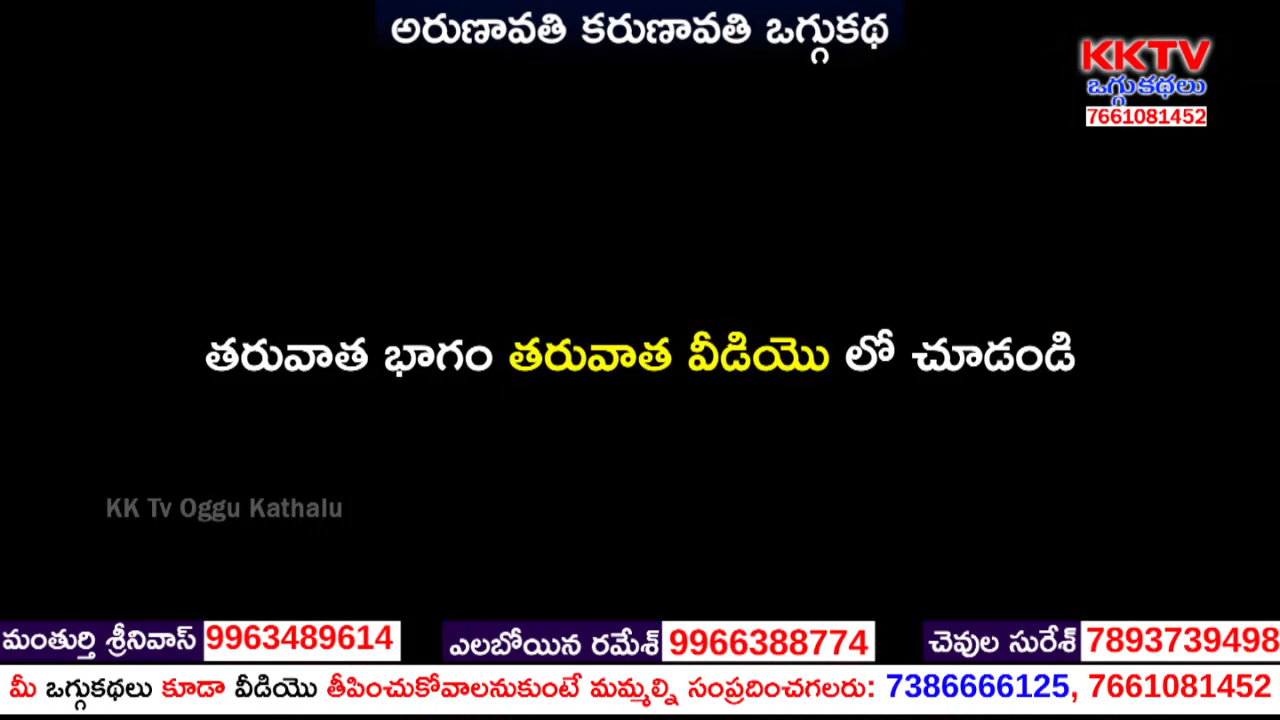 అరుణావతి కరుణావతి ఒగ్గుకథ
KKTV
ఒగ్గుకథలు
7661081452
తరువాత భాగం తరువాత వీడియొ లో చూడండి
KK Tv Oggu Kathalu
మంతుర్తి శ్రీనివాస్ 9963489614 ఎలబోయిన రమేశ్ 9966388774 చెవుల సురేశ్ 7893739498
మీ ఒగ్గుకథలు కూడా వీడియొ తీపించుకోవాలనుకుంటే మమ్మల్ని సంప్రదించగలరు: 7386666125, 7661081452